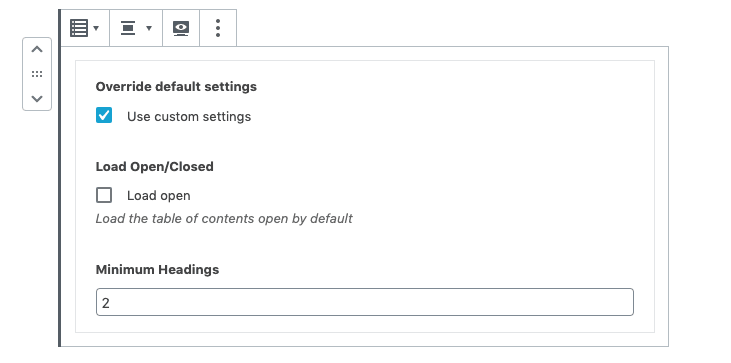 Override default settings
Use custom settings
Load Open/Closed
Load open
Load the table of contents open by default
Minimum Headings
2